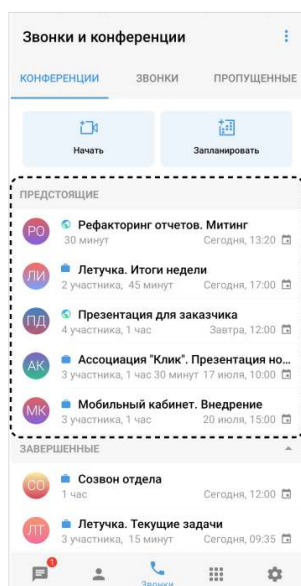 Звонки и конференции
КОНФЕРЕНЦИИ ЗВОНКИ ПРОПУЩЕННЫЕ
Начать Запланировать
ПРЕДСТОЯЩИЕ
РО Рефакторинг отчетов. Митинг
30 минут Сегодня, 13:20
ЛИ Летучка. Итоги недели
2 участника, 45 минут Сегодня, 17:00
ПД Презентация для заказчика
4 участника, 1 час Завтра, 12:00
АК Ассоциация "Клик". Презентация но...
3 участника, 1 час 30 минут 17 июля, 10:00
МК Мобильный кабинет. Внедрение
3 участника, 1 час 20 июля, 15:00
ЗАВЕРШЕННЫЕ
СО Созвон отдела
1 час Сегодня, 12:00
ЛТ Летучка. Текущие задачи
3 участника, 15 минут Сегодня, 09:35
1
Звонки